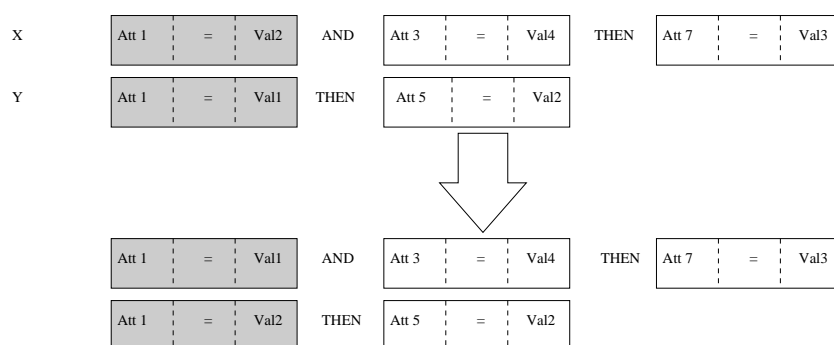 X Att 1 = Val2 AND Att 3 = Val4 THEN Att 7 = Val3
Y Att 1 = Val1 THEN Att 5 = Val2
Att 1 = Val1 AND Att 3 = Val4 THEN Att 7 = Val3
Att 1 = Val2 THEN Att 5 = Val2